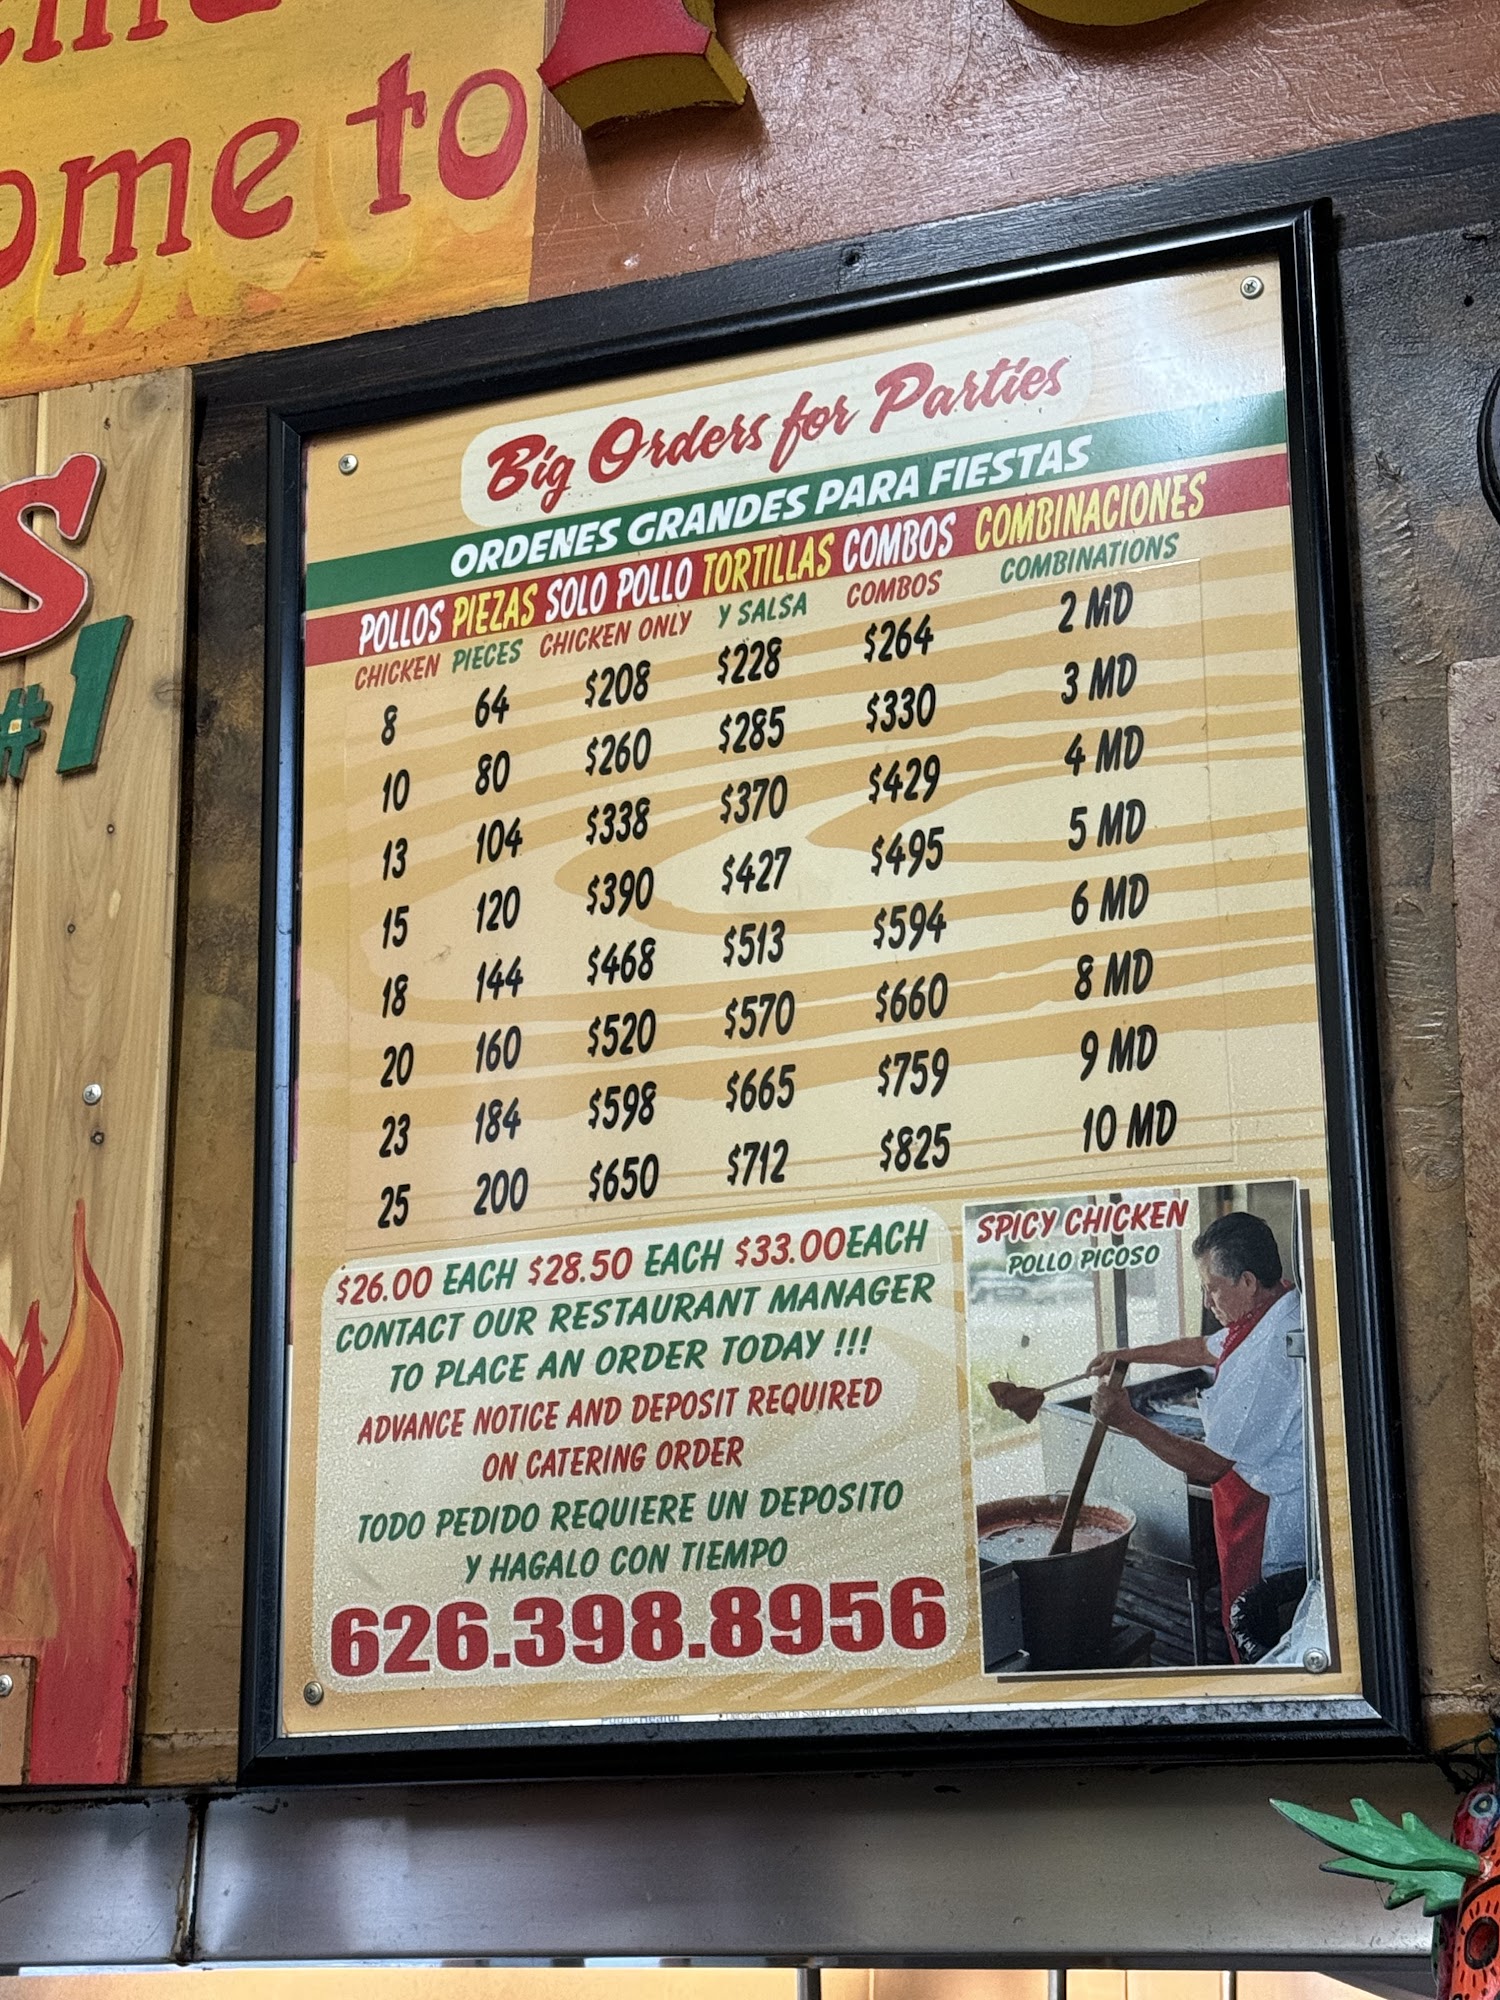 ome to
S
#1
Big Orders for Parties
ORDENES GRANDES PARA FIESTAS
POLLOS PIEZAS SOLO POLLO TORTILLAS COMBOS COMBINACIONES
CHICKEN PIECES CHICKEN ONLY Y SALSA COMBOS COMBINATIONS
8 64 $208 $228 $264 2 MD
10 80 $260 $285 $330 3 MD
13 104 $338 $370 $429 4 MD
15 120 $390 $427 $495 5 MD
18 144 $468 $513 $594 6 MD
20 160 $520 $570 $660 8 MD
23 184 $598 $665 $759 9 MD
25 200 $650 $712 $825 10 MD
$26.00 EACH $28.50 EACH $33.00 EACH
CONTACT OUR RESTAURANT MANAGER
TO PLACE AN ORDER TODAY !!!
ADVANCE NOTICE AND DEPOSIT REQUIRED
ON CATERING ORDER
TODO PEDIDO REQUIERE UN DEPOSITO
Y HAGALO CON TIEMPO
626.398.8956
SPICY CHICKEN
POLLO PICOSO